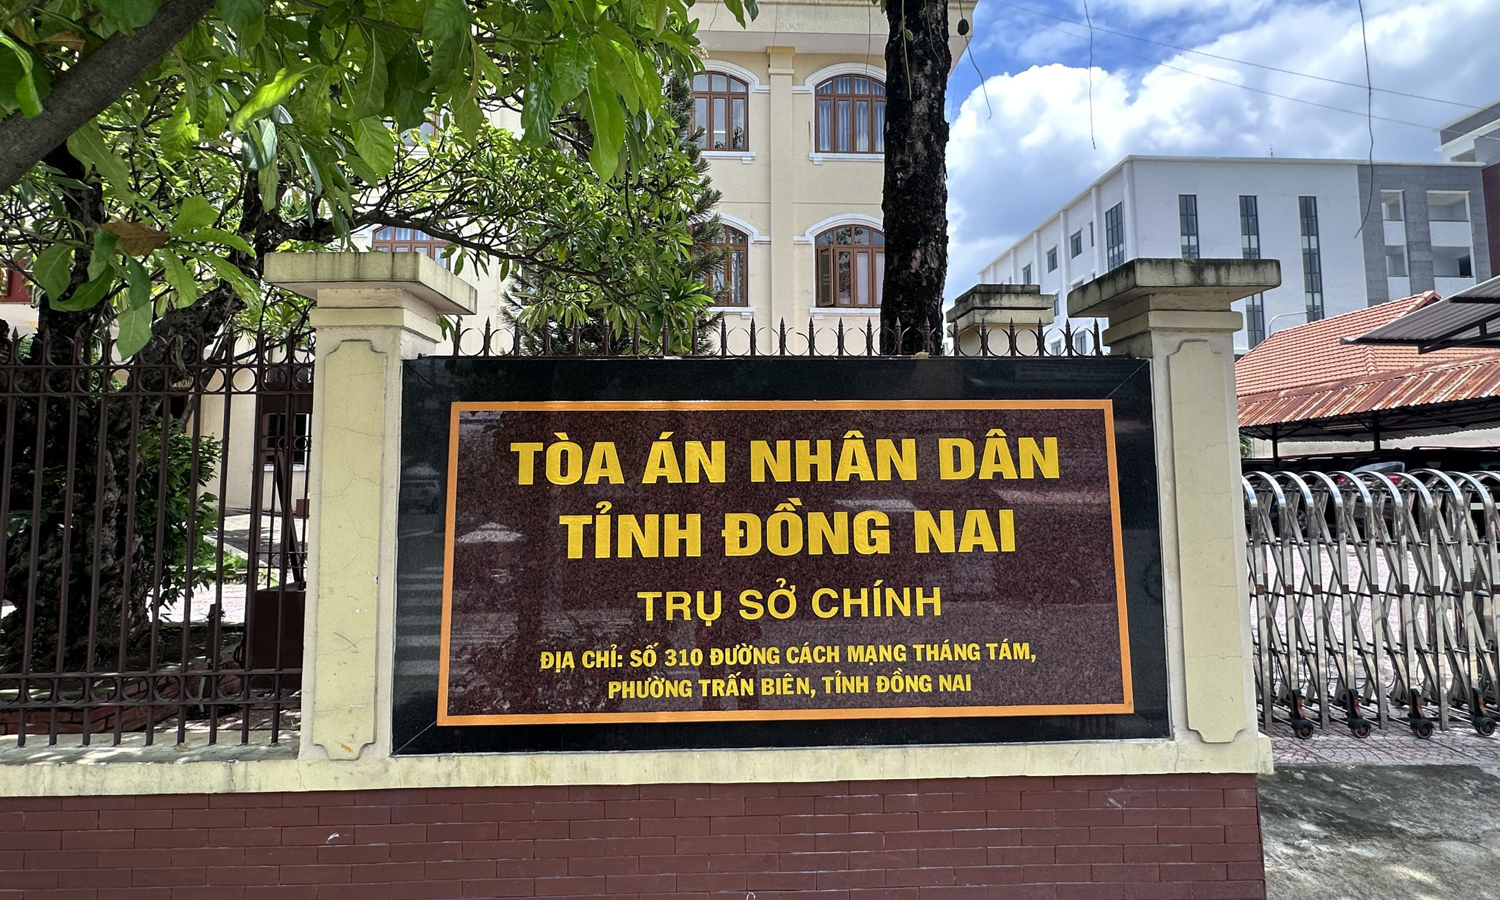 TÒA ÁN NHÂN DÂN
TỈNH ĐỒNG NAI
TRỤ SỞ CHÍNH
ĐỊA CHỈ: SỐ 310 ĐƯỜNG CÁCH MẠNG THÁNG TÁM,
PHƯỜNG TRẤN BIÊN, TỈNH ĐỒNG NAI